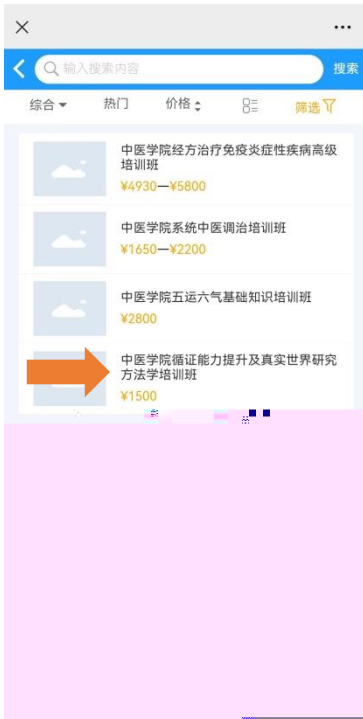 输入搜索内容
搜索
综合
热门
价格
筛选
中医学院经方治疗免疫炎症性疾病高级
培训班
¥4930—¥5800
中医学院系统中医调治培训班
¥1650—¥2200
中医学院五运六气基础知识培训班
¥2800
中医学院循证能力提升及真实世界研究
方法学培训班
¥1500